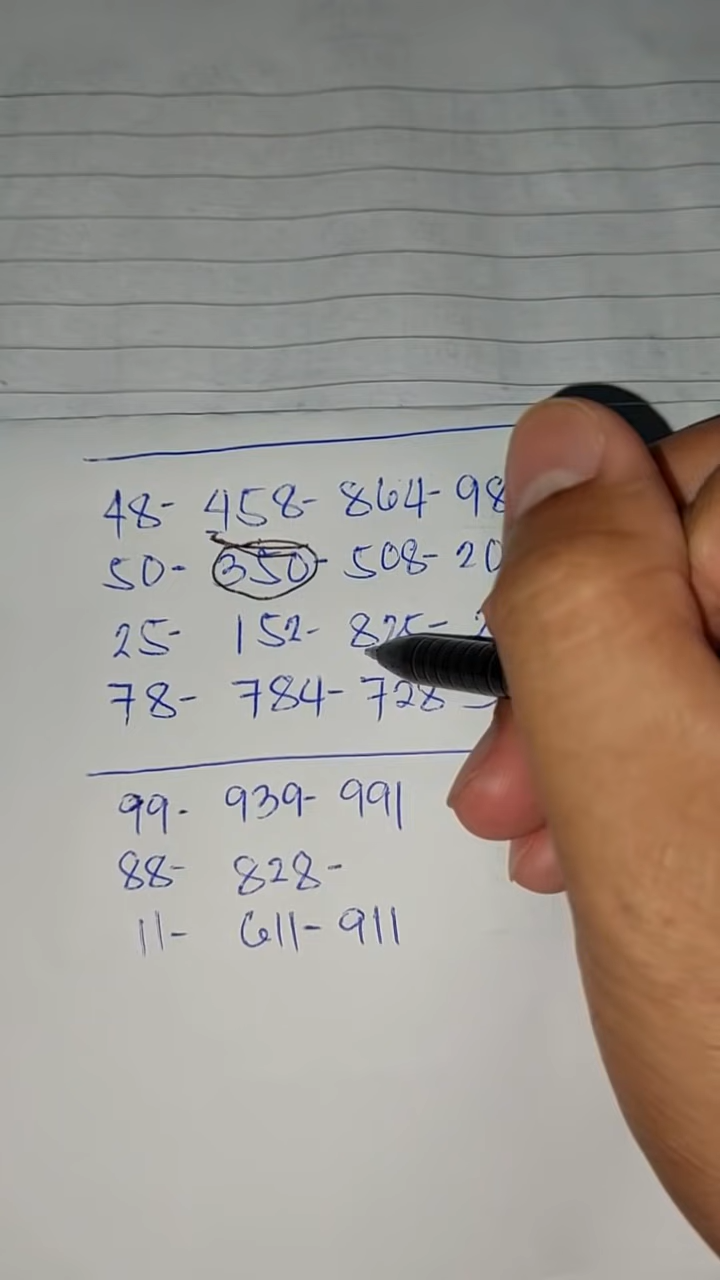 48- 458- 864- 98
50- 350- 508- 20
25- 152- 825-
78- 784- 728
99- 939- 991
88- 828-
11- 611- 911